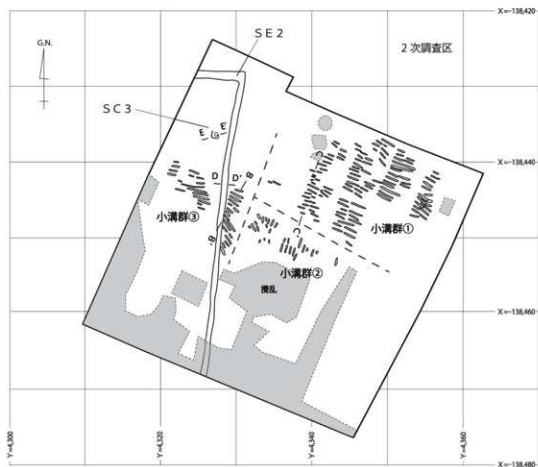 X=-138,420
G.N.
SE2
2次調査区
SC3
E E'
X=-138,440
D D' B
小溝群③
小溝群①
B'
C
C'
小溝群②
攪乱
X=-138,460
Y=4,300
Y=4,320
Y=4,340
Y=4,360
X=-138,480